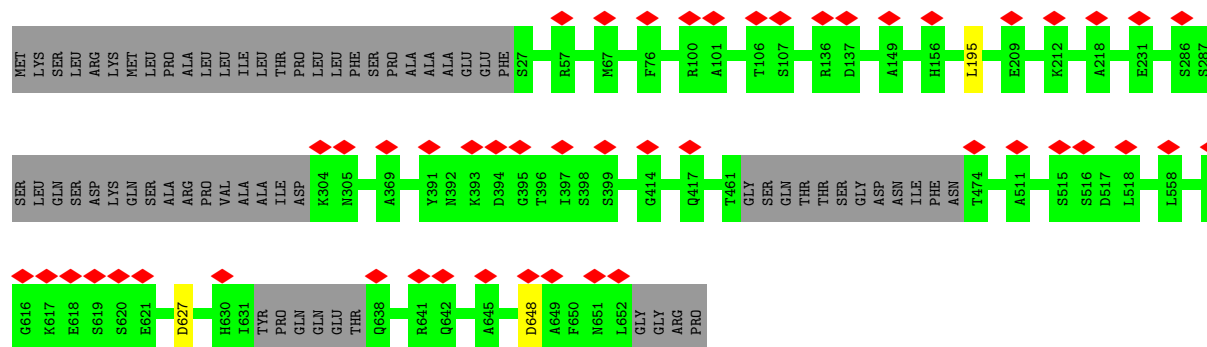 MET LYS SER LEU ARG LYS MET LEU PRO ALA LEU LEU ILE LEU THR PRO LEU LEU PHE SER PRO ALA ALA ALA GLU GLU PHE S27 R57 M67 F76 R100 A101 T106 S107 R136 D137 A149 H156 L195 E209 K212 A218 E231 S286 S287
SER LEU GLN SER ASP LYS GLN SER ALA ARG PRO VAL ALA ALA ILE ASP K304 N305 A369 Y391 N392 K393 D394 G395 T396 I397 S398 S399 G414 Q417 T461 GLY SER GLN THR THR SER GLY ASP ASN ILE PHE ASN T474 A511 S515 S516 D517 L518 L558
G616 K617 E618 S619 S620 E621 D627 H630 I631 TYR PRO GLN GLN GLU THR Q638 R641 Q642 A645 D648 A649 F650 N651 L652 GLY GLY ARG PRO